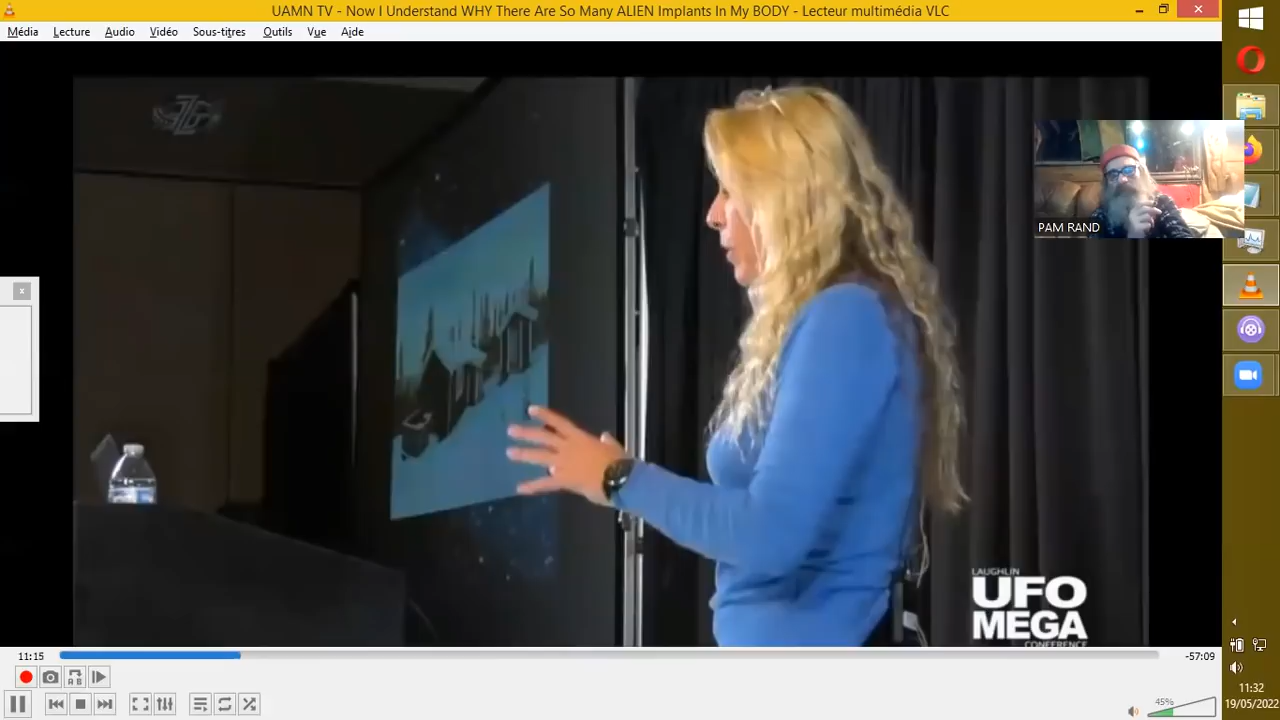 UAMN TV - Now I Understand WHY There Are So Many ALIEN Implants In My BODY - Lecteur multimédia VLC
Média Lecture Audio Vidéo Sous-titres Outils Vue Aide
PAM RAND
LAUGHLIN
UFO
MEGA
CONFERENCE
11:15
-57:09
45%
11:32
19/05/2022